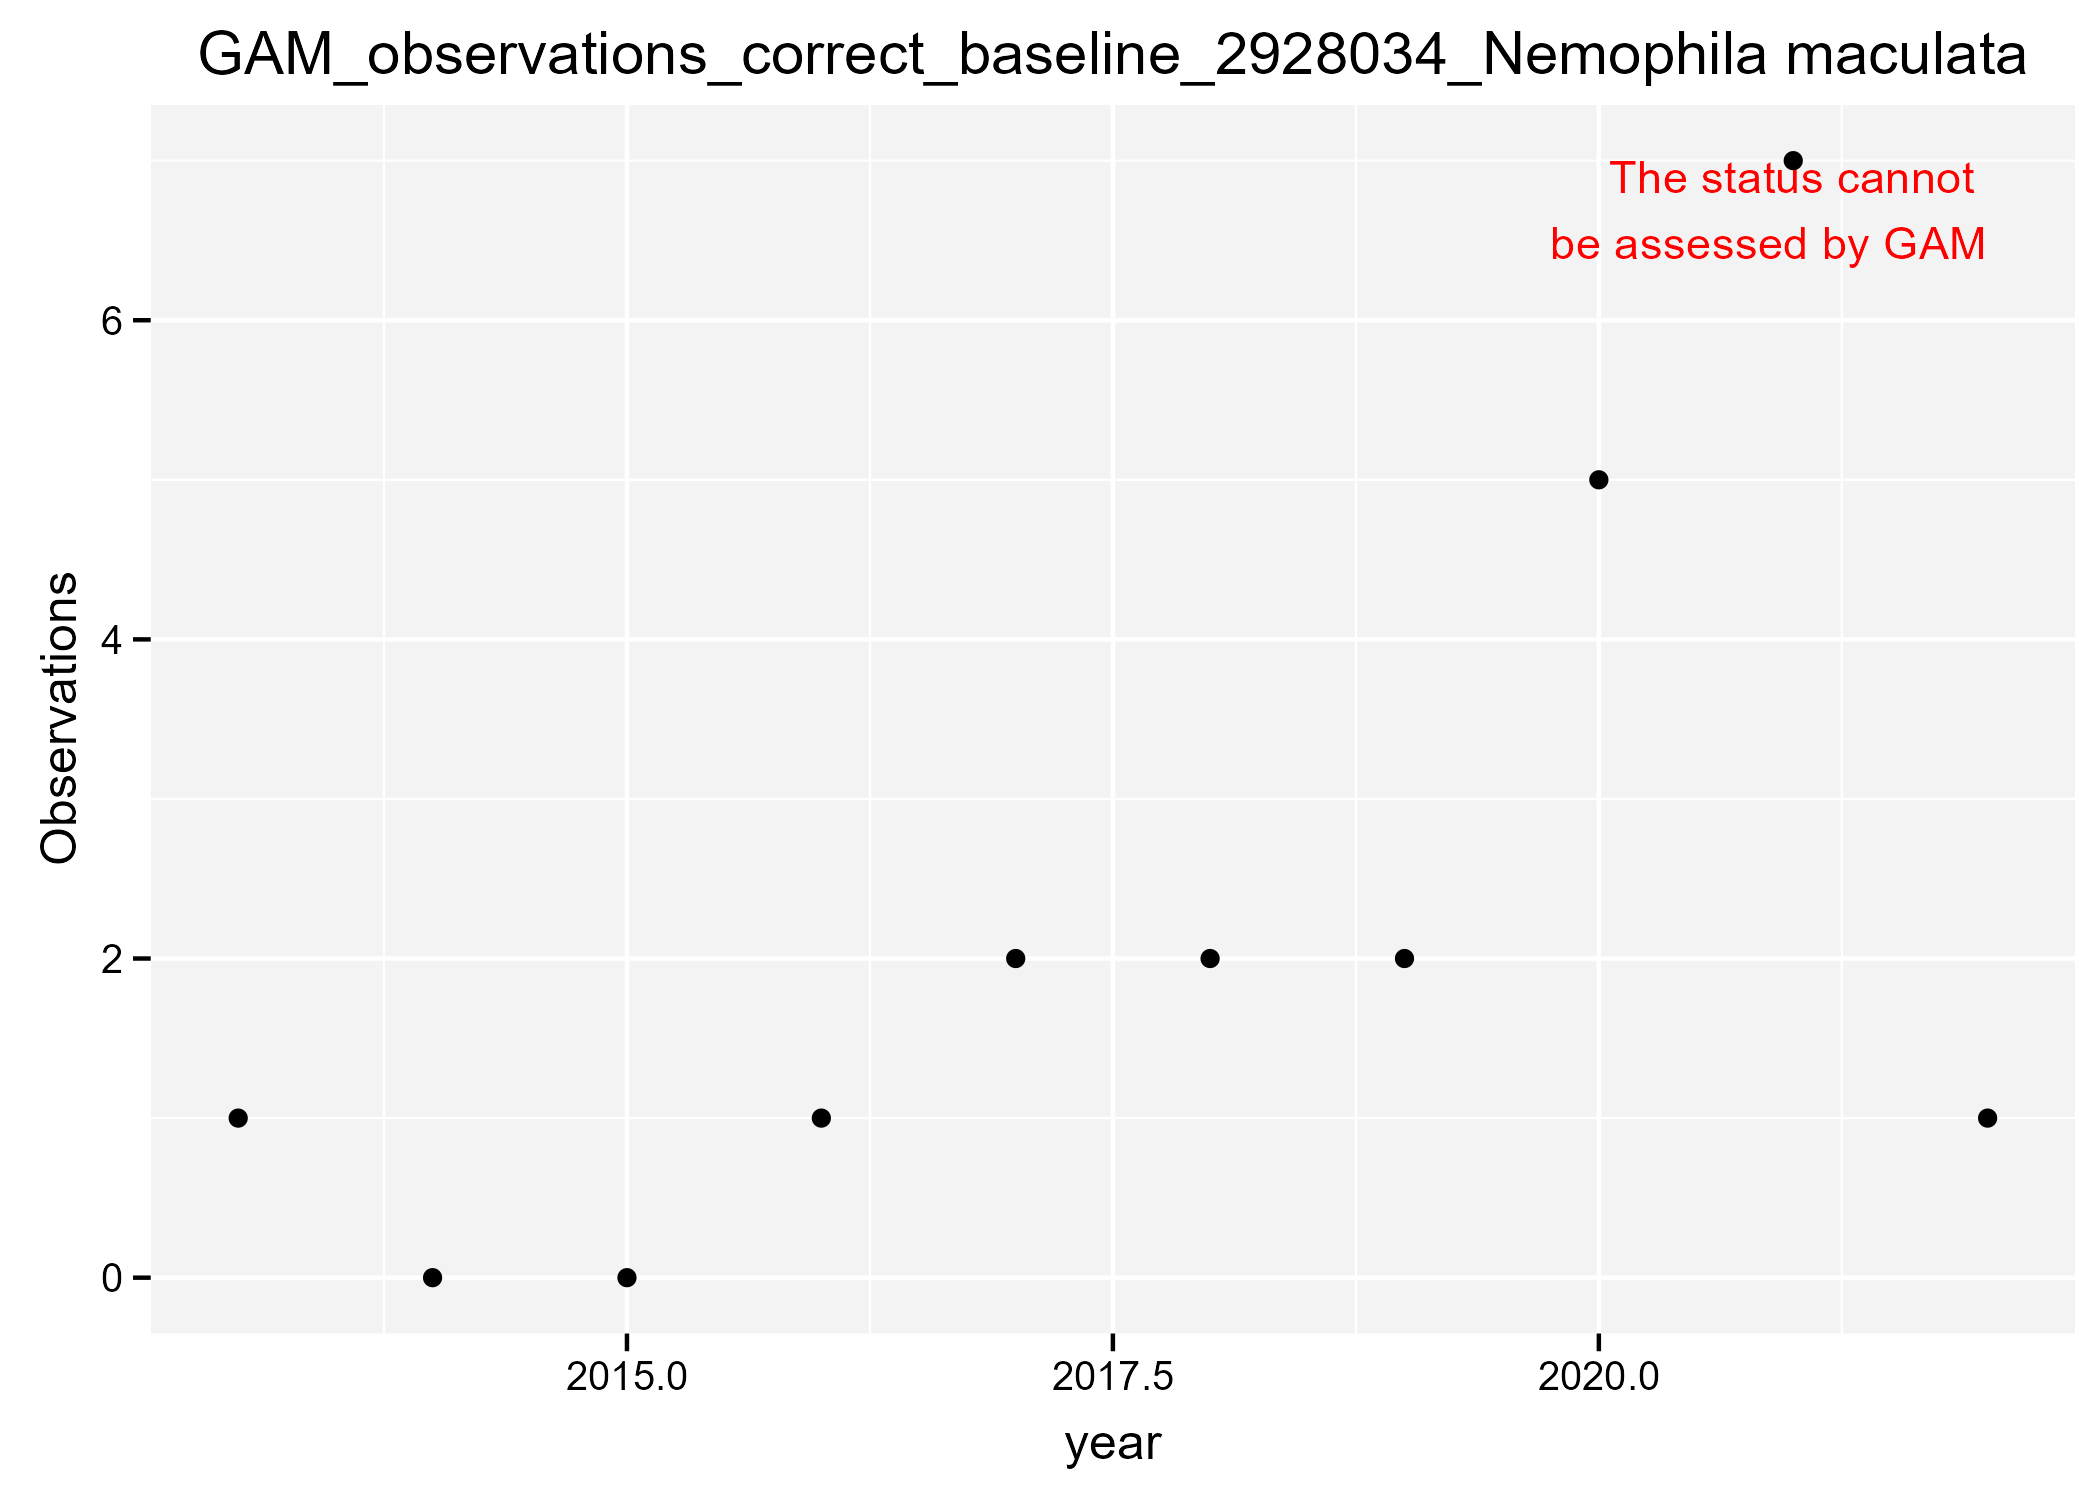 GAM_observations_correct_baseline_2928034_Nemophila maculata
The status cannot
be assessed by GAM
6
4
2
0
Observations
2015.0
2017.5
2020.0
year